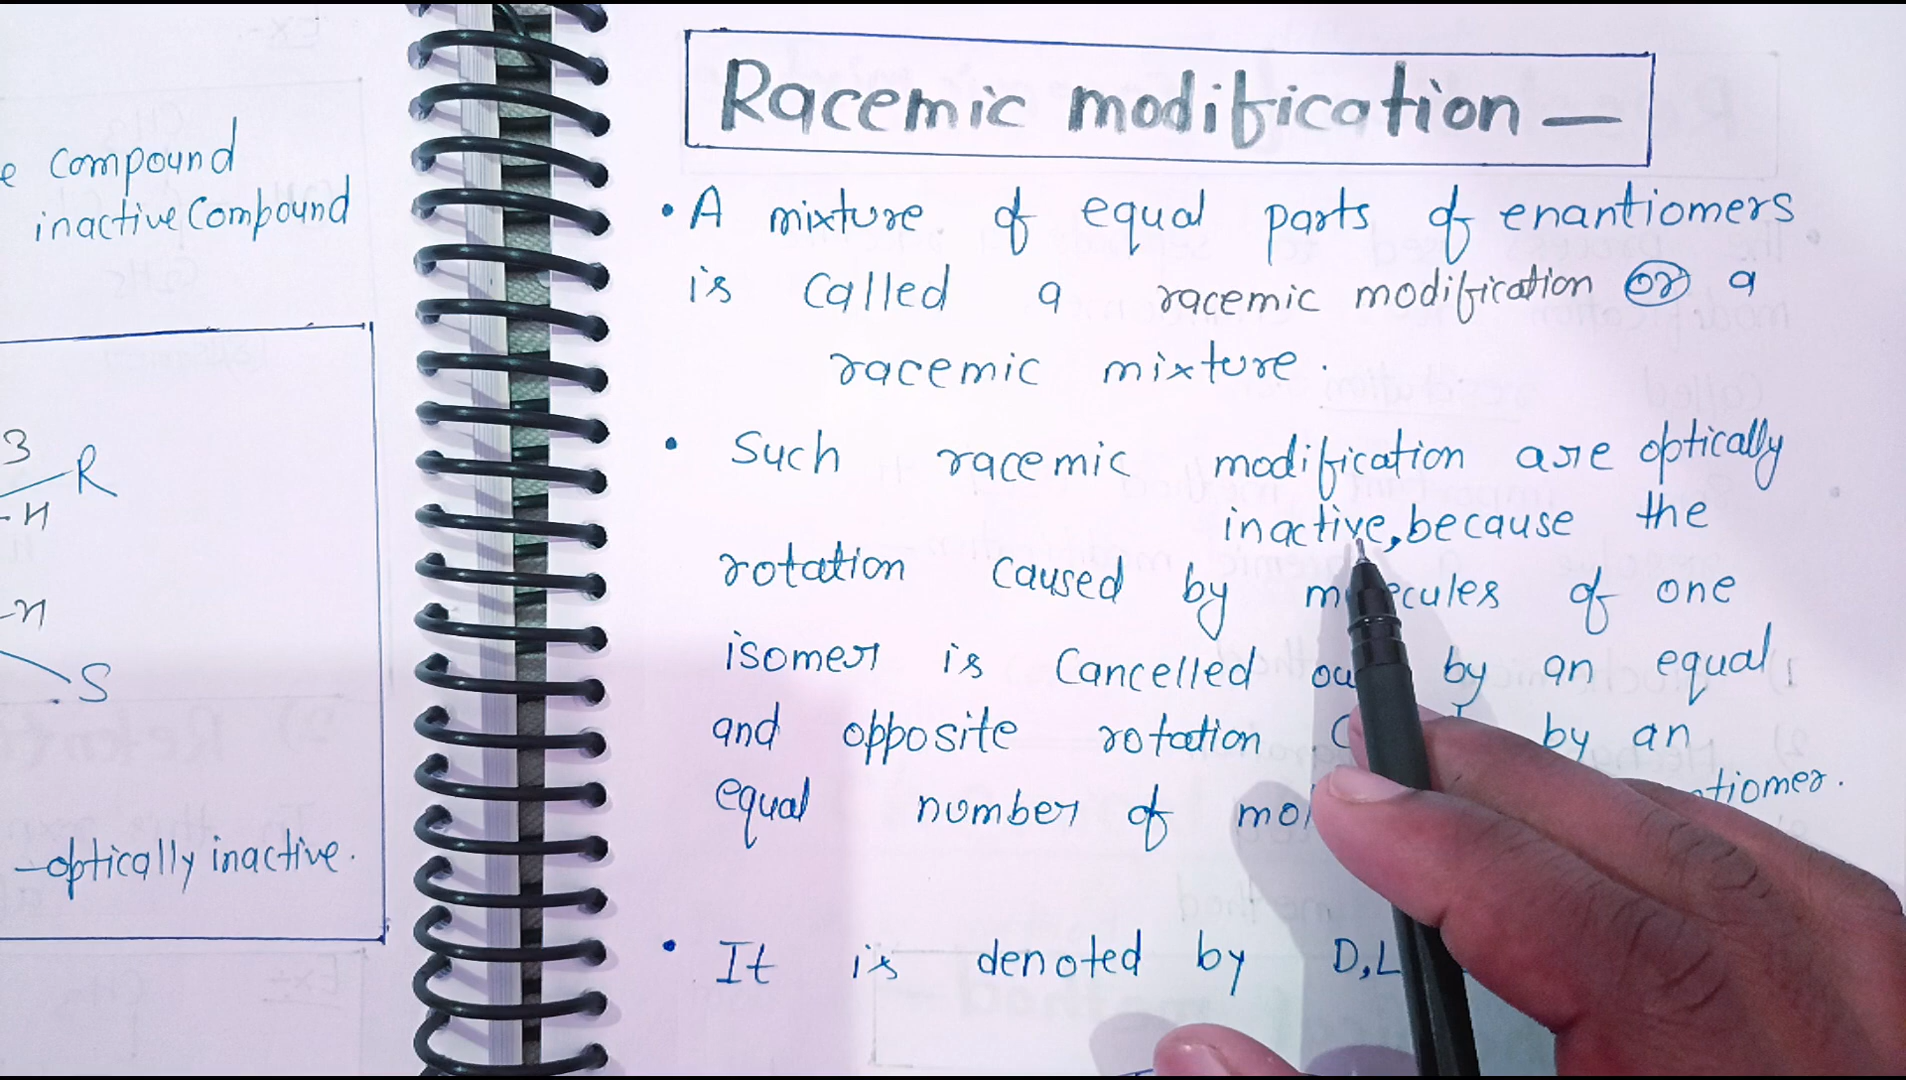 e compound
inactive Compound
3
R
-H
-H
S
-optically inactive.
Racemic modification —
• A mixture of equal parts of enantiomers
is called a racemic modification or a
racemic mixture.
• Such racemic modification are optically
inactive, because the
rotation caused by molecules of one
isomer is Cancelled by an equal
and opposite rotation by an
equal number of
• It is denoted by D,L